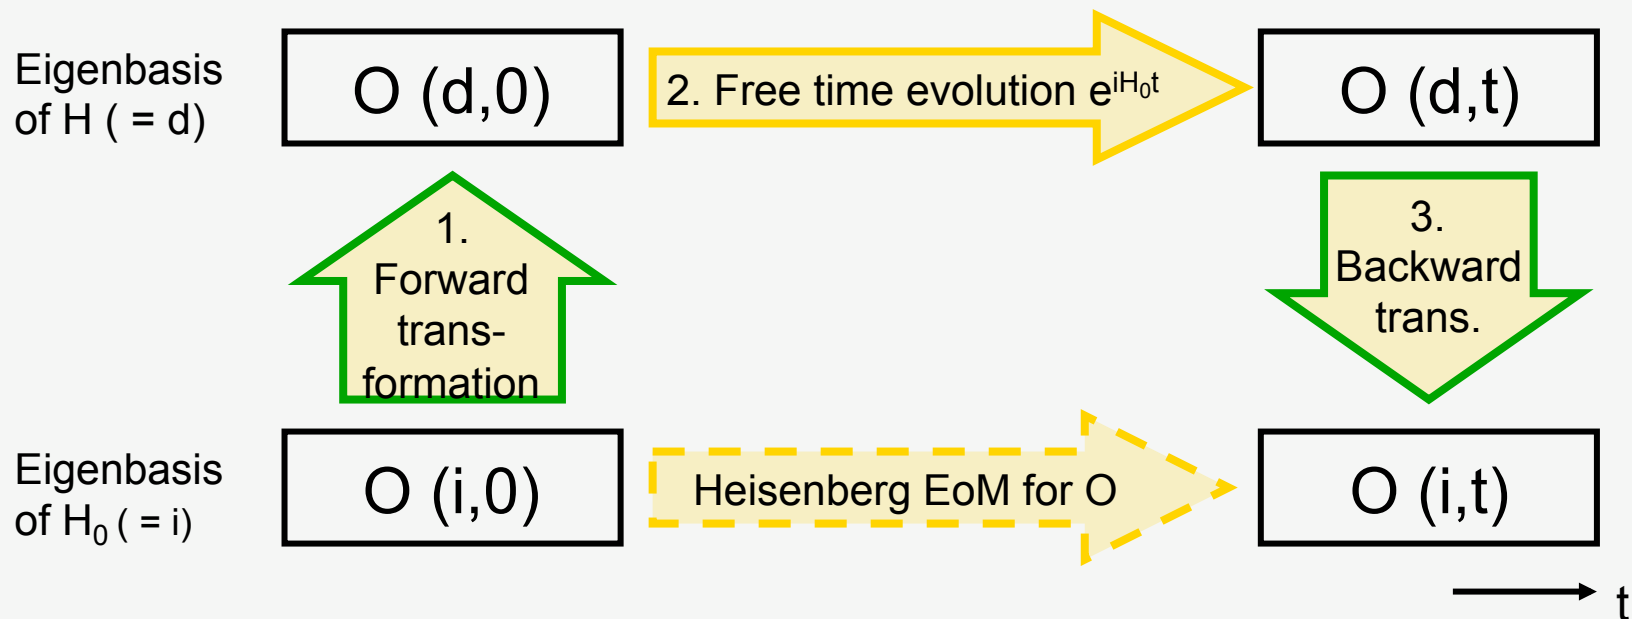 Eigenbasis
of H ( = d)
O (d,0)
2. Free time evolution e^{iH₀t}
O (d,t)
1.
Forward
trans-
formation
3.
Backward
trans.
Eigenbasis
of H₀ ( = i)
O (i,0)
Heisenberg EoM for O
O (i,t)
t